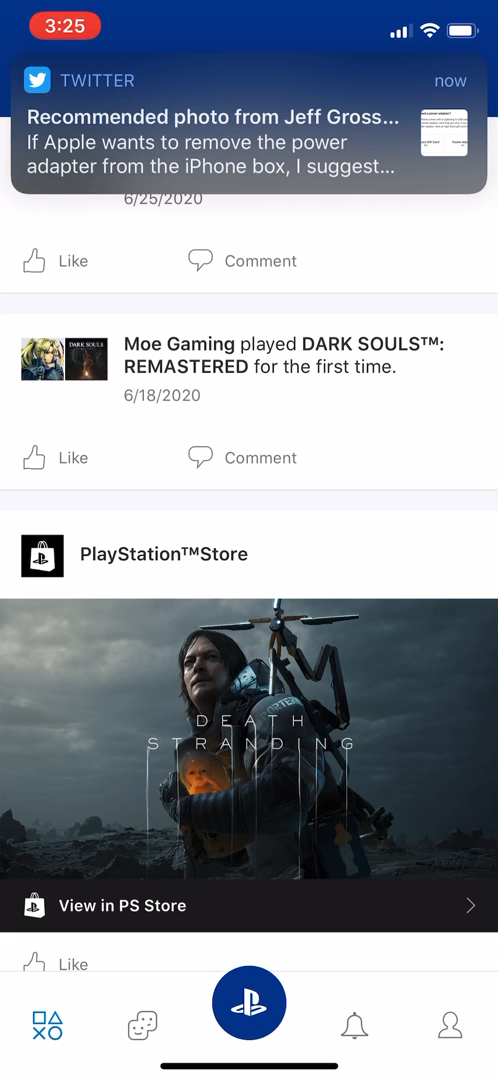 3:25
TWITTER
now
Recommended photo from Jeff Gross...
If Apple wants to remove the power
adapter from the iPhone box, I suggest...
6/25/2020
Like
Comment
Moe Gaming played DARK SOULS™:
REMASTERED for the first time.
6/18/2020
DARK SOULS
Like
Comment
PlayStation™Store
DEATH
STRANDING
View in PS Store
Like